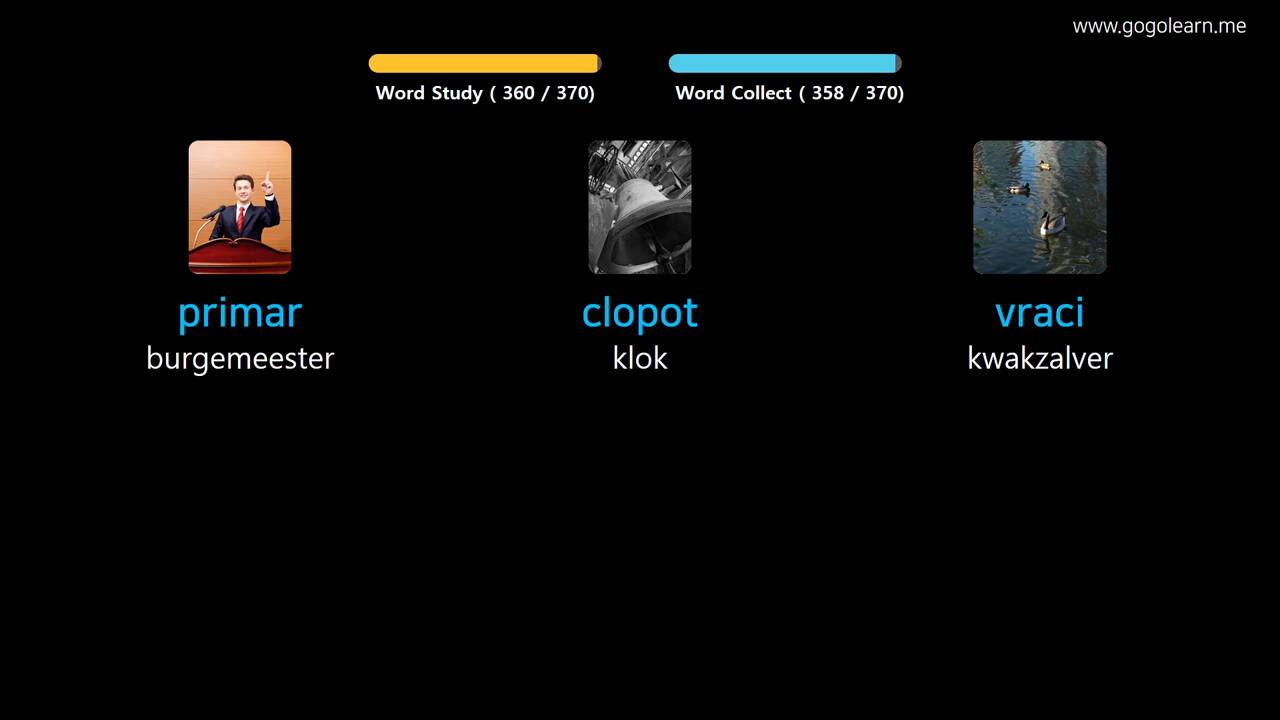 www.gogolearn.me
Word Study ( 360 / 370)
Word Collect ( 358 / 370)
primar
clopot
vraci
burgemeester
klok
kwakzalver